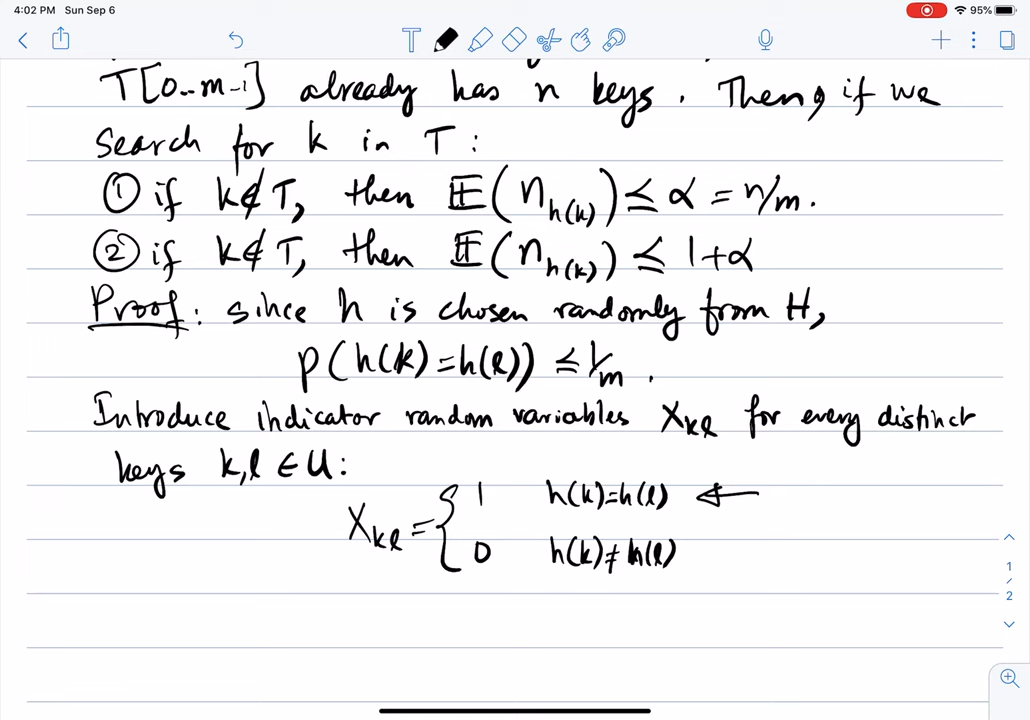 4:02 PM Sun Sep 6 95%
T
T[0..m-1] already has n keys. Then, if we
search for k in T:
① if k∉T, then 𝔼(n_h(k)) ≤ α = n/m.
② if k∉T, then 𝔼(n_h(k)) ≤ 1+α
Proof: since h is chosen randomly from H,
p(h(k)=h(l)) ≤ 1/m.
Introduce indicator random variables X_kl for every distinct
keys k,l ∈ U:
X_kl = { 1 h(k)=h(l) ←
0 h(k)≠h(l)
1
/
2